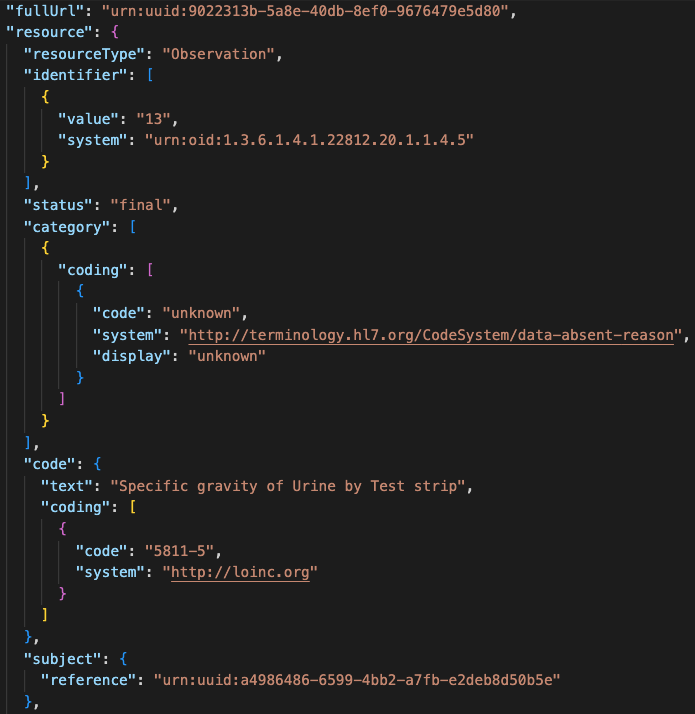 "fullUrl": "urn:uuid:9022313b-5a8e-40db-8ef0-9676479e5d80",
"resource": {
"resourceType": "Observation",
"identifier": [
{
"value": "13",
"system": "urn:oid:1.3.6.1.4.1.22812.20.1.1.4.5"
}
],
"status": "final",
"category": [
{
"coding": [
{
"code": "unknown",
"system": "http://terminology.hl7.org/CodeSystem/data-absent-reason",
"display": "unknown"
}
]
}
],
"code": {
"text": "Specific gravity of Urine by Test strip",
"coding": [
{
"code": "5811-5",
"system": "http://loinc.org"
}
]
},
"subject": {
"reference": "urn:uuid:a4986486-6599-4bb2-a7fb-e2deb8d50b5e"
},